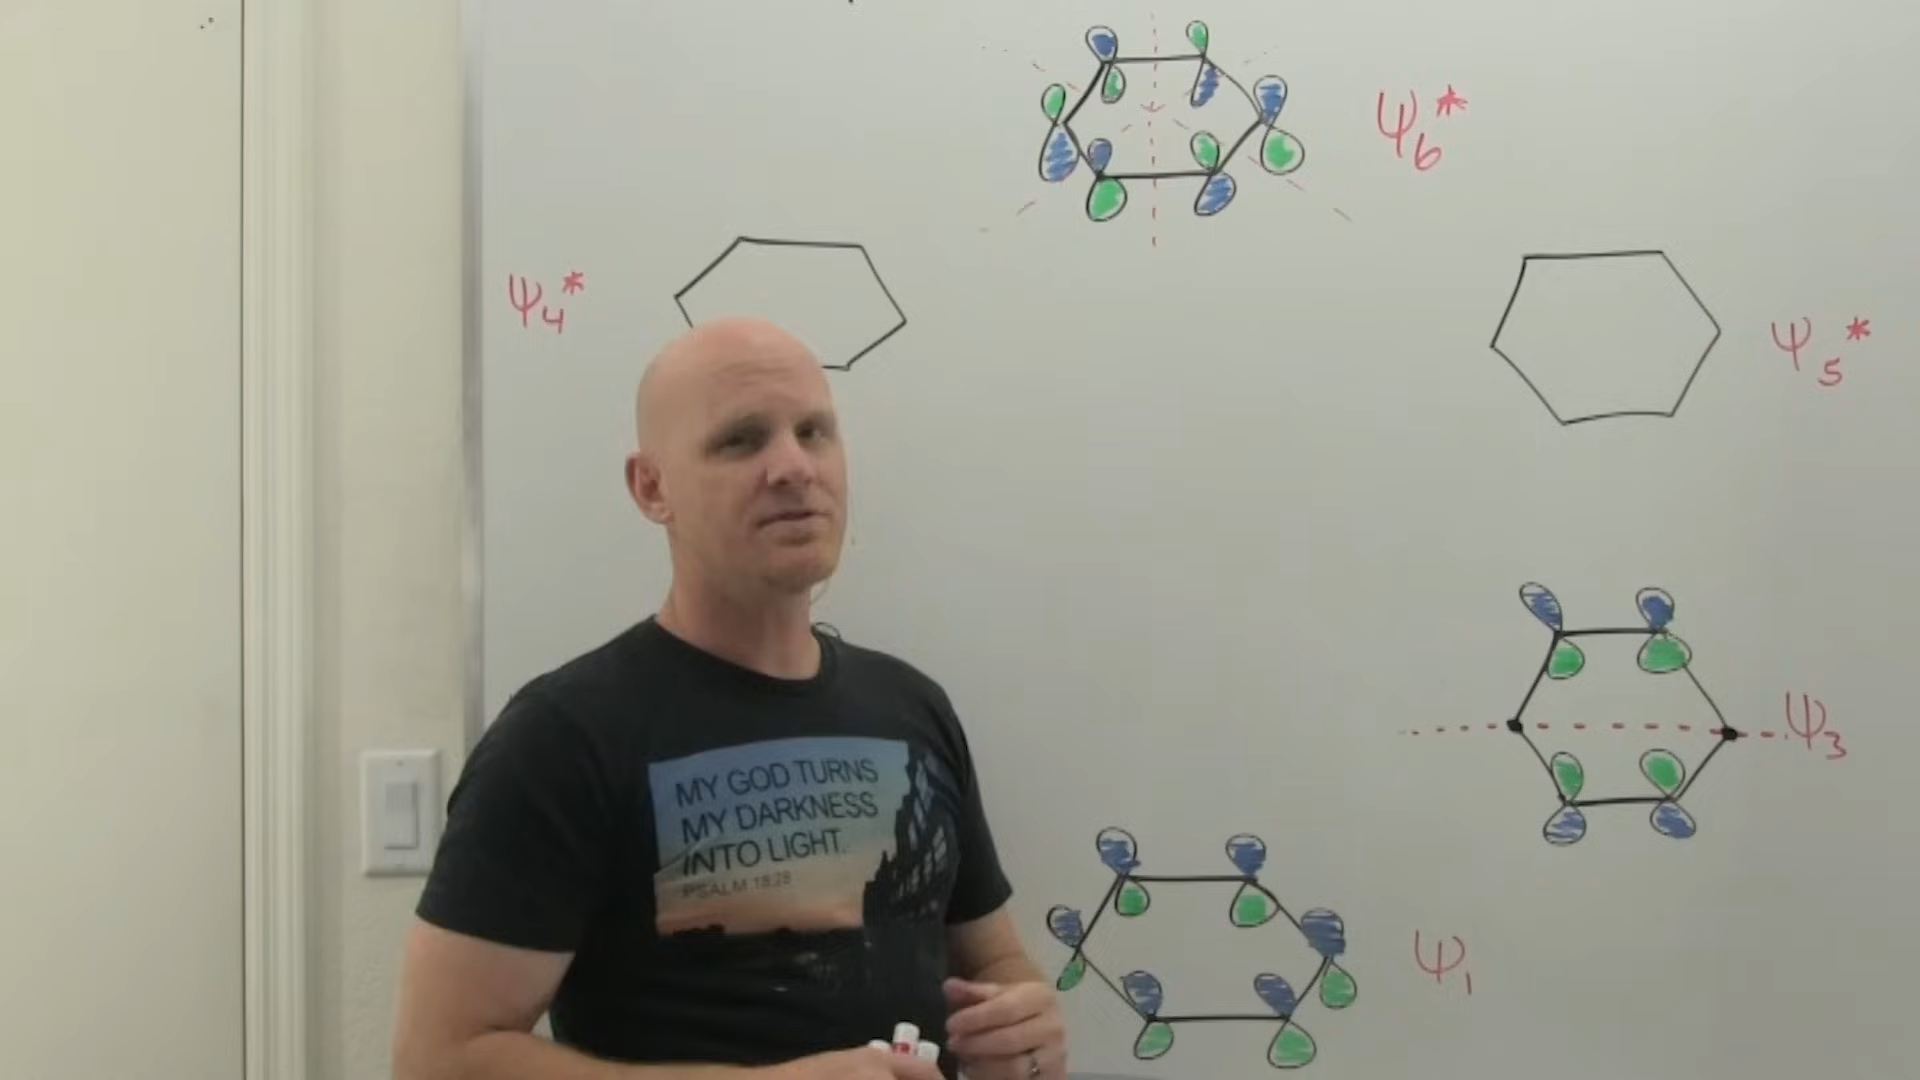 Ψ6*
Ψ4*
Ψ5*
Ψ3
Ψ1
MY GOD TURNS
MY DARKNESS
INTO LIGHT.
PSALM 18:28